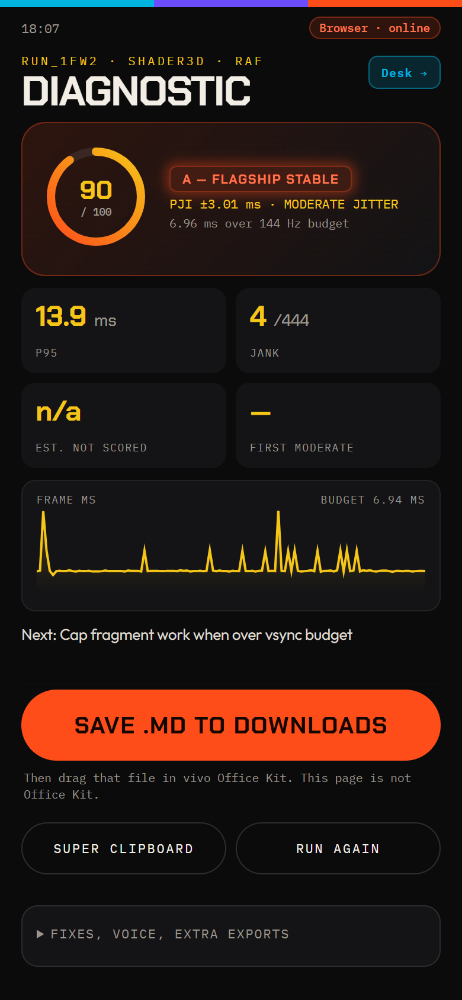 18:07
Browser · online
RUN_1FW2 · SHADER3D · RAF
DIAGNOSTIC
Desk →
90
/ 100
A — FLAGSHIP STABLE
PJI ±3.01 ms · MODERATE JITTER
6.96 ms over 144 Hz budget
13.9 ms
P95
4 /444
JANK
n/a
EST. NOT SCORED
—
FIRST MODERATE
FRAME MS
BUDGET 6.94 MS
Next: Cap fragment work when over vsync budget
SAVE .MD TO DOWNLOADS
Then drag that file in vivo Office Kit. This page is not
Office Kit.
SUPER CLIPBOARD
RUN AGAIN
▶ FIXES, VOICE, EXTRA EXPORTS